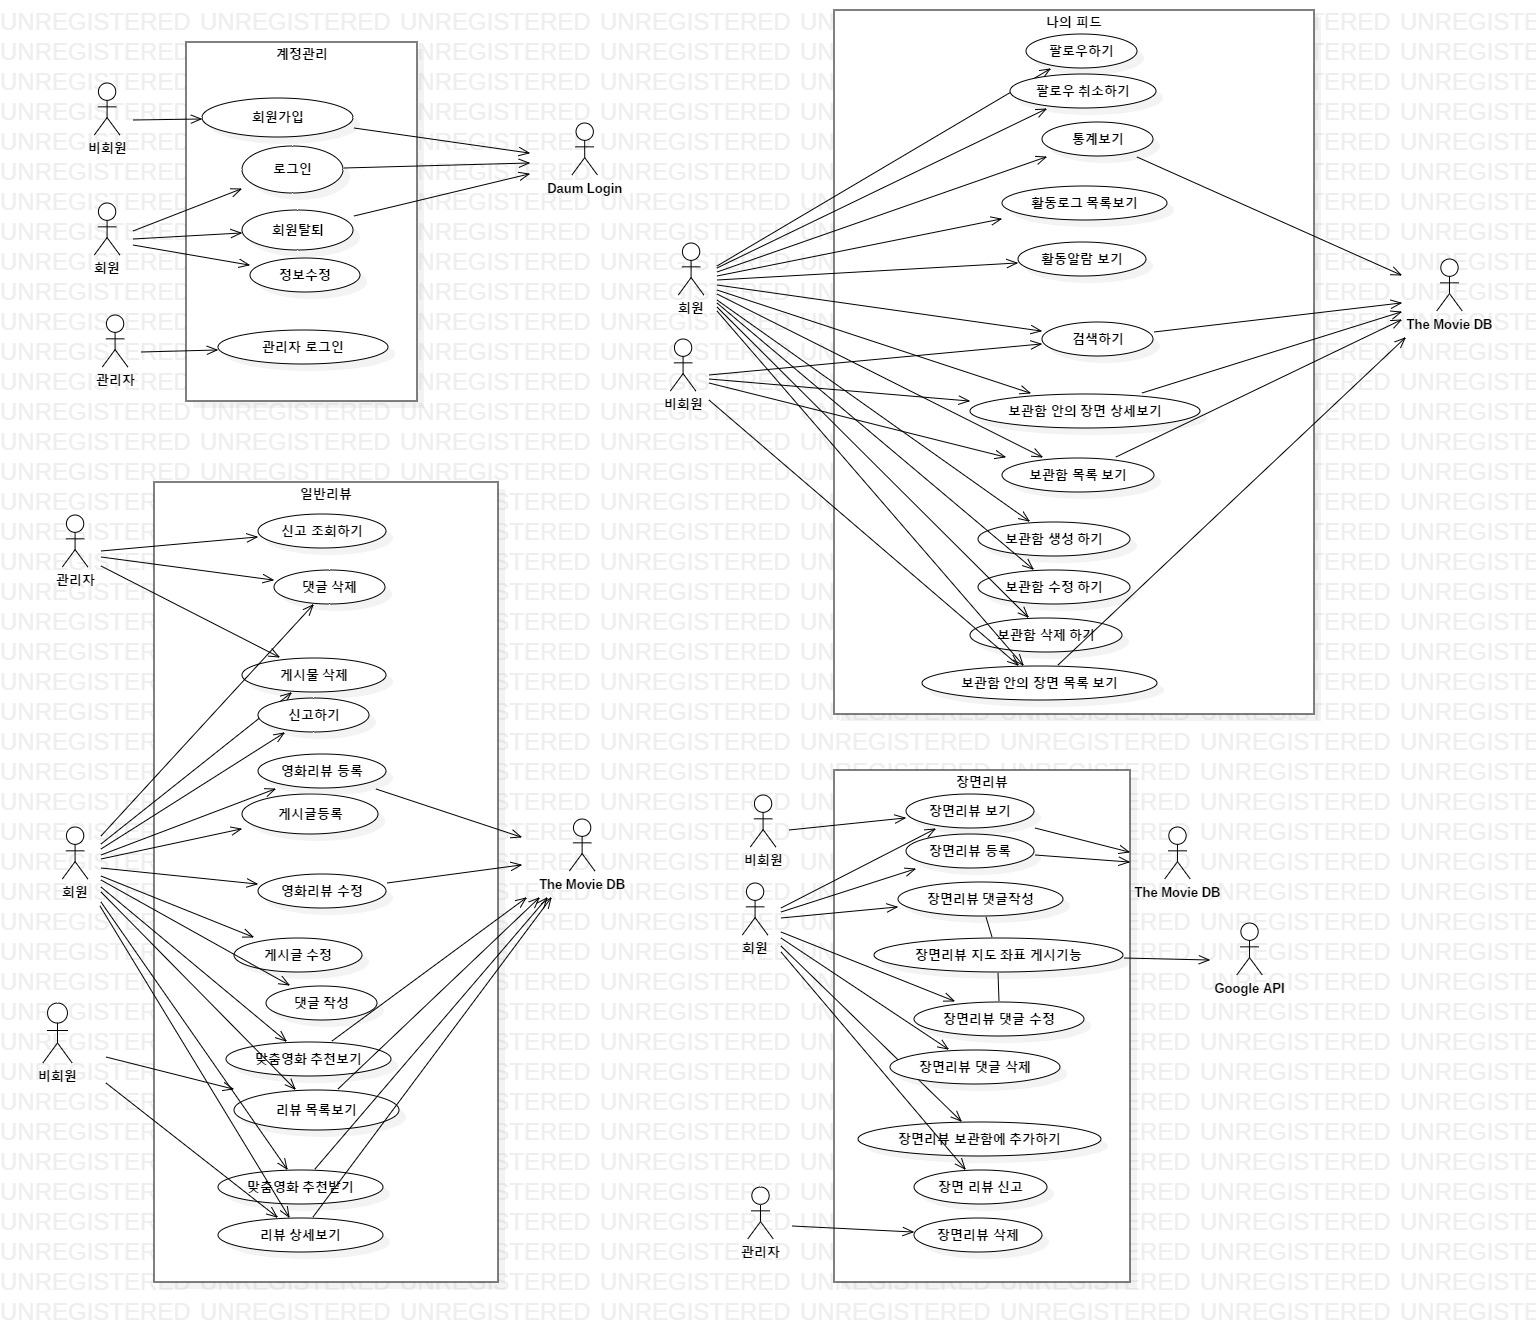 계정관리
회원가입
로그인
회원탈퇴
정보수정
관리자 로그인
비회원
회원
관리자
Daum Login
나의 피드
팔로우하기
팔로우 취소하기
통계보기
활동로그 목록보기
활동알람 보기
검색하기
보관함 안의 장면 상세보기
보관함 목록 보기
보관함 생성 하기
보관함 수정 하기
보관함 삭제 하기
보관함 안의 장면 목록 보기
회원
비회원
The Movie DB
일반리뷰
신고 조회하기
댓글 삭제
게시물 삭제
신고하기
영화리뷰 등록
게시글등록
영화리뷰 수정
게시글 수정
댓글 작성
맞춤영화 추천보기
리뷰 목록보기
맞춤영화 추천받기
리뷰 상세보기
관리자
회원
비회원
The Movie DB
장면리뷰
장면리뷰 보기
장면리뷰 등록
장면리뷰 댓글작성
장면리뷰 지도 좌표 게시기능
장면리뷰 댓글 수정
장면리뷰 댓글 삭제
장면리뷰 보관함에 추가하기
장면 리뷰 신고
장면리뷰 삭제
비회원
회원
관리자
The Movie DB
Google API
UNREGISTERED